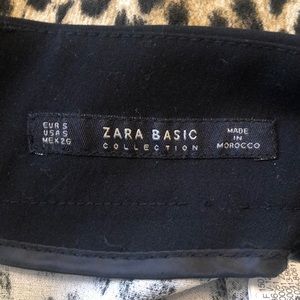 EUR S
USA S
MEX 26
ZARA BASIC
COLLECTION
MADE
IN
MOROCCO